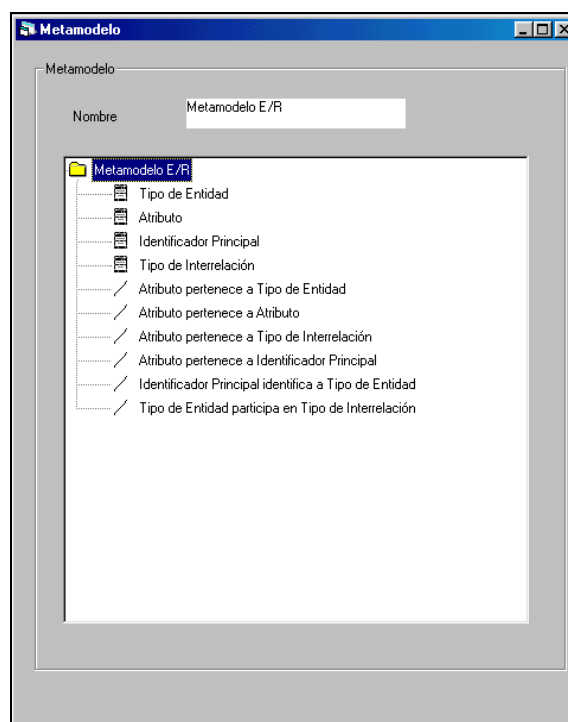 Metamodelo
Metamodelo
Nombre
Metamodelo E/R
Metamodelo E/R
Tipo de Entidad
Atributo
Identificador Principal
Tipo de Interrelación
Atributo pertenece a Tipo de Entidad
Atributo pertenece a Atributo
Atributo pertenece a Tipo de Interrelación
Atributo pertenece a Identificador Principal
Identificador Principal identifica a Tipo de Entidad
Tipo de Entidad participa en Tipo de Interrelación